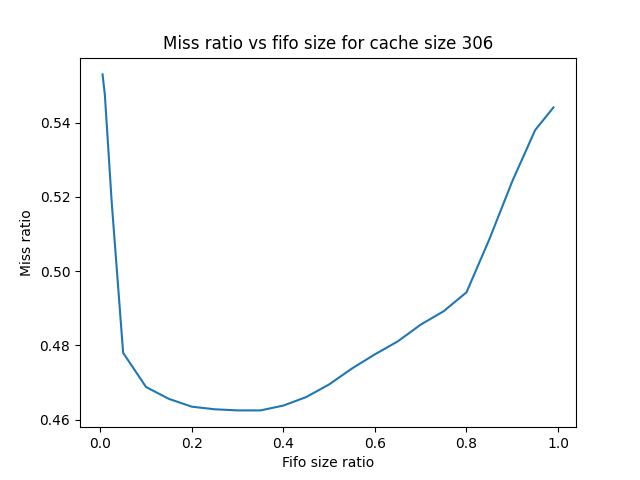 Miss ratio vs fifo size for cache size 306
Miss ratio
0.54
0.52
0.50
0.48
0.46
0.0 0.2 0.4 0.6 0.8 1.0
Fifo size ratio